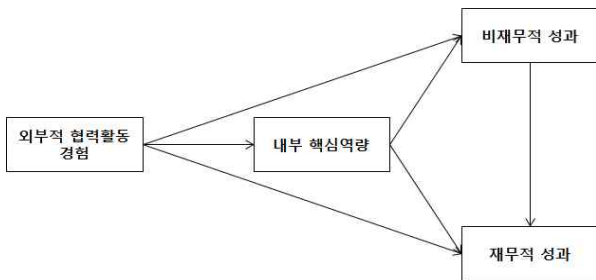 비재무적 성과
외부적 협력활동
경험
내부 핵심역량
재무적 성과